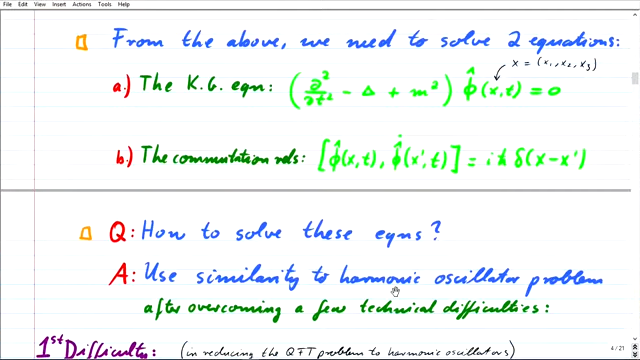 File Edit View Insert Actions Tools Help
□ From the above, we need to solve 2 equations:
x = (x₁, x₂, x₃)
a.) The K.G. eqn: (∂²/∂t² − Δ + m²) φ̂(x,t) = 0
b.) The commutation rels: [φ̂(x,t), φ̂̇(x',t)] = iħ δ(x−x')
□ Q: How to solve these eqns?
A: Use similarity to harmonic oscillator problem
after overcoming a few technical difficulties:
1st Difficulty: (in reducing the QFT problem to harmonic oscillators)
4 / 21